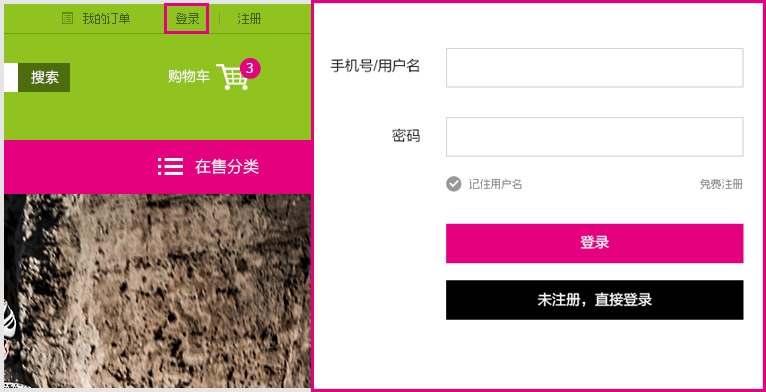 我的订单
登录
注册
搜索
购物车
3
在售分类
手机号/用户名
密码
记住用户名
免费注册
登录
未注册，直接登录